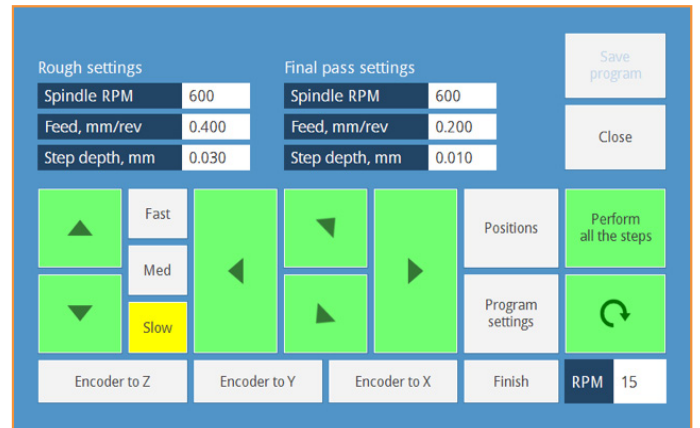 Rough settings
Spindle RPM 600
Feed, mm/rev 0.400
Step depth, mm 0.030
Final pass settings
Spindle RPM 600
Feed, mm/rev 0.200
Step depth, mm 0.010
Save
program
Close
Fast
Med
Slow
Positions
Program
settings
Perform
all the steps
Encoder to Z
Encoder to Y
Encoder to X
Finish
RPM 15